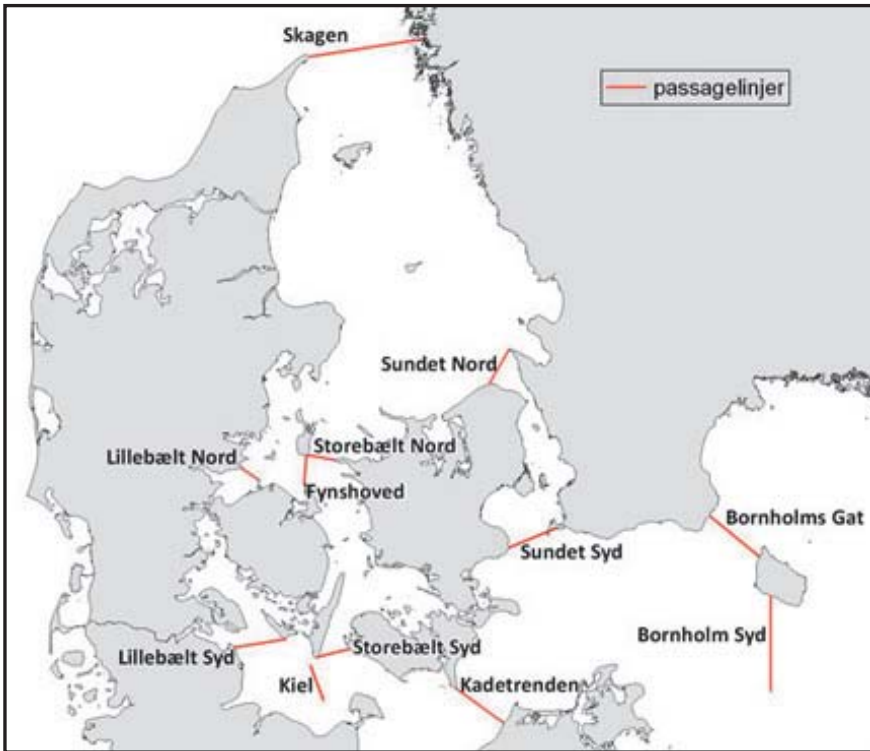 Skagen
passagelinjer
Sundet Nord
Lillebælt Nord
Storebælt Nord
Fynshoved
Bornholms Gat
Sundet Syd
Bornholm Syd
Lillebælt Syd
Storebælt Syd
Kiel
Kadetrenden